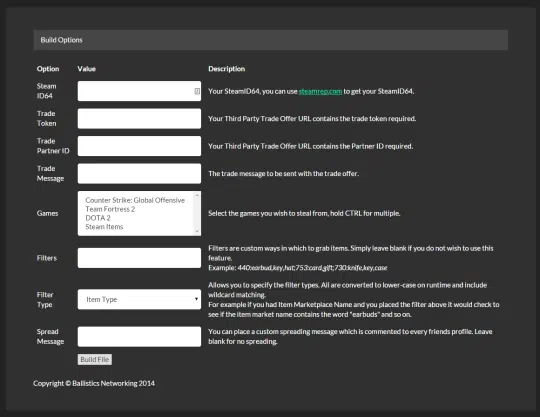 Build Options
Option Value Description
Steam
ID64
Your SteamID64, you can use steamrep.com to get your SteamID64.
Trade
Token
Your Third Party Trade Offer URL contains the trade token required.
Trade
Partner ID
Your Third Party Trade Offer URL contains the Partner ID required.
Trade
Message
The trade message to be sent with the trade offer.
Games
Counter Strike: Global Offensive
Team Fortress 2
DOTA 2
Steam Items
Select the games you wish to steal from, hold CTRL for multiple.
Filters
Filters are custom ways in which to grab items. Simply leave blank if you do not wish to use this
feature.
Example: 440:earbud,key,hat;753:card,gift;730:knife,key,case
Filter
Type
Item Type
Allows you to specify the filter types. All are converted to lower-case on runtime and include
wildcard matching.
For example if you had Item Marketplace Name and you placed the filter above it would check to
see if the item market name contains the word "earbuds" and so on.
Spread
Message
You can place a custom spreading message which is commented to every friends profile. Leave
blank for no spreading.
Build File
Copyright © Ballistics Networking 2014